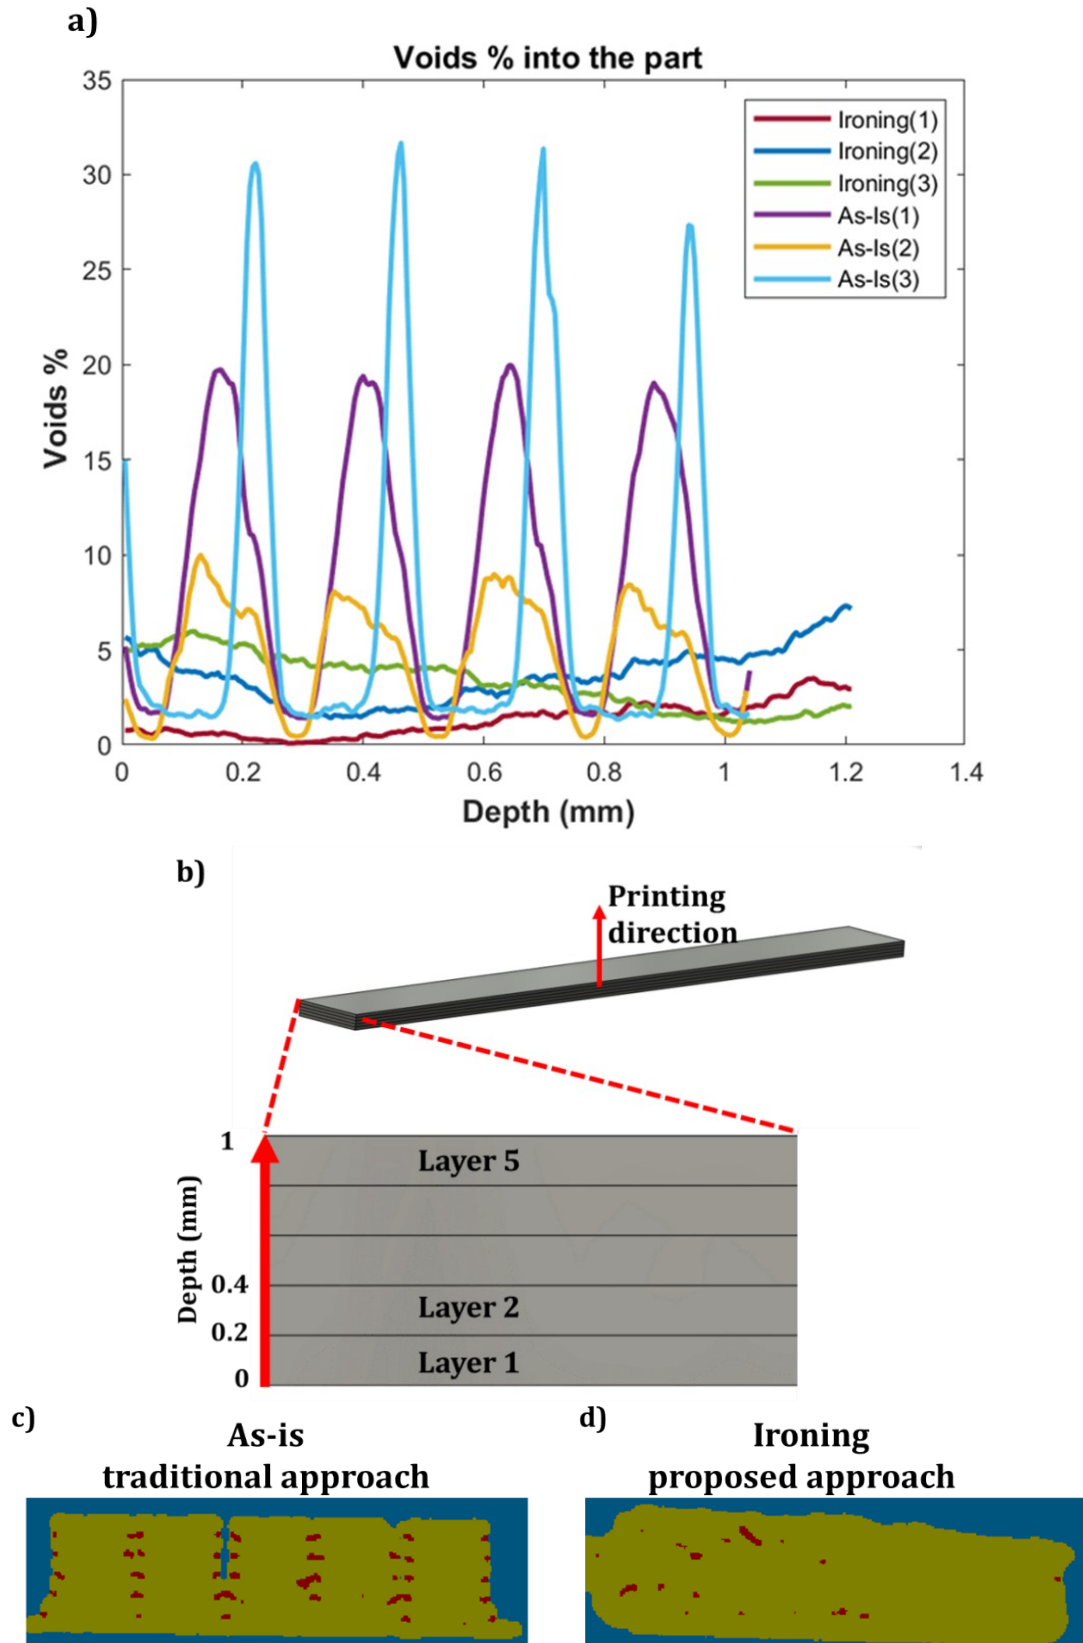 a)
Voids % into the part
35
30
25
20
15
10
5
0
Voids %
Ironing(1)
Ironing(2)
Ironing(3)
As-Is(1)
As-Is(2)
As-Is(3)
0 0.2 0.4 0.6 0.8 1 1.2 1.4
Depth (mm)
b)
Printing
direction
1
0.4
0.2
0
Depth (mm)
Layer 5
Layer 2
Layer 1
c)
As-is
traditional approach
d)
Ironing
proposed approach